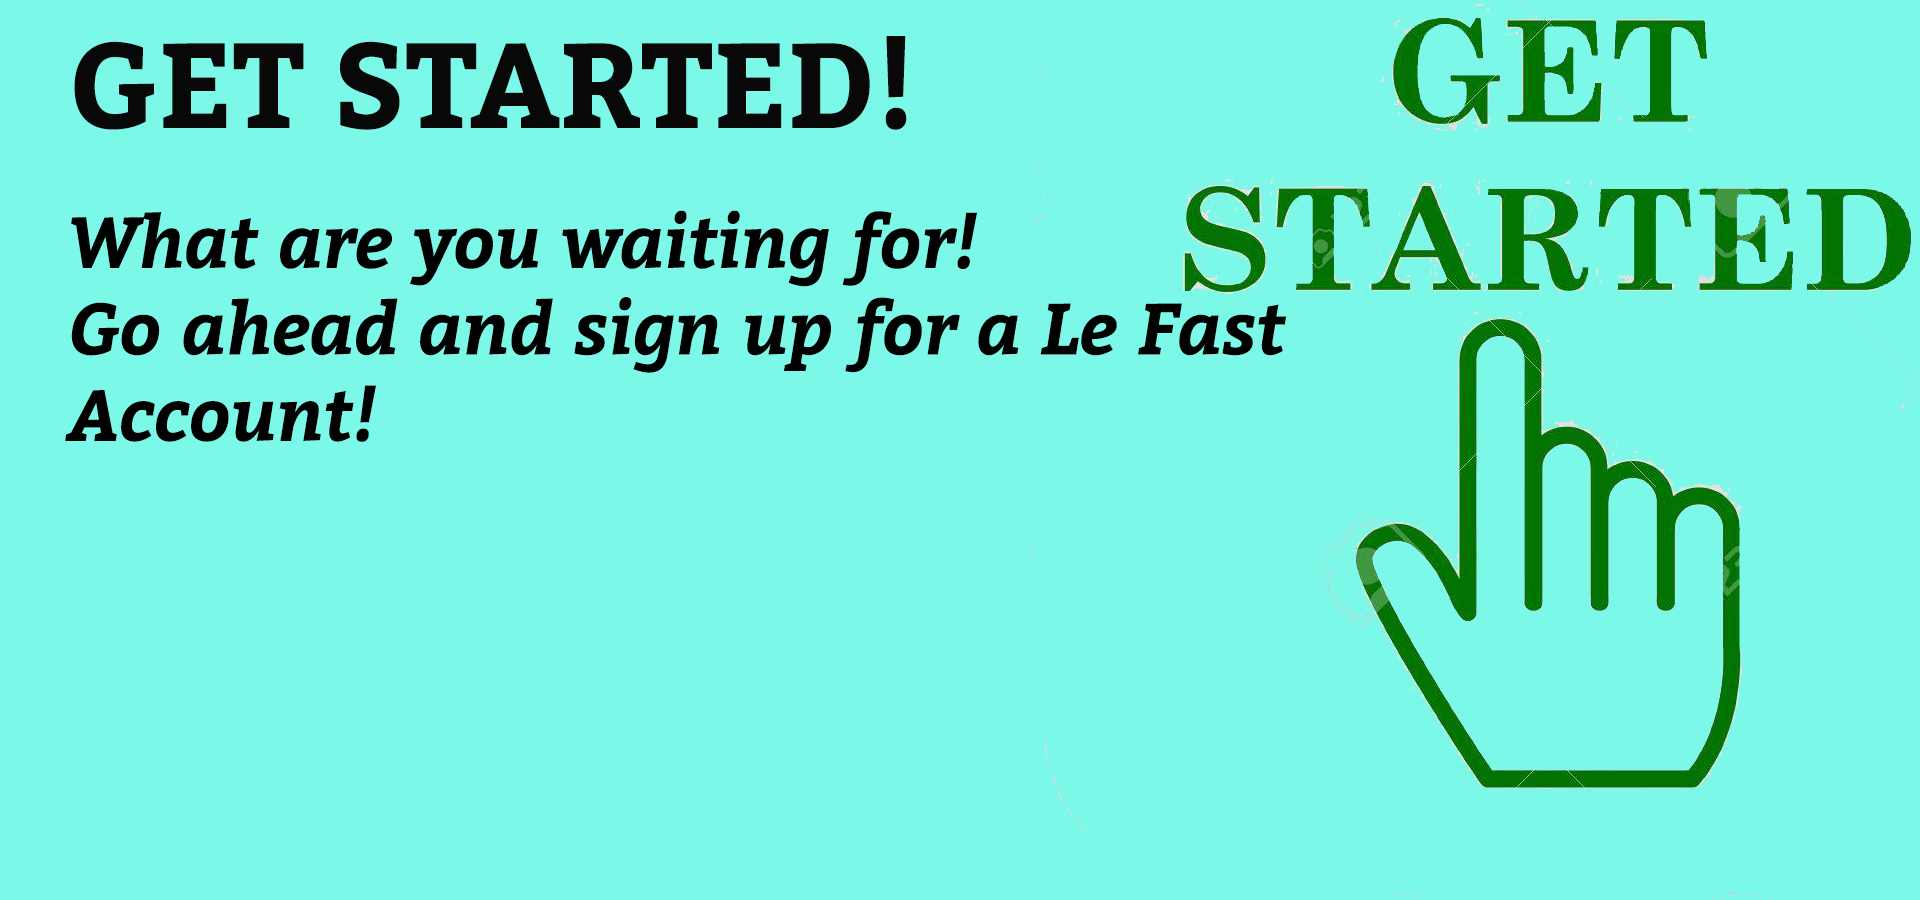 GET STARTED!
What are you waiting for!
Go ahead and sign up for a Le Fast
Account!
GET
STARTED